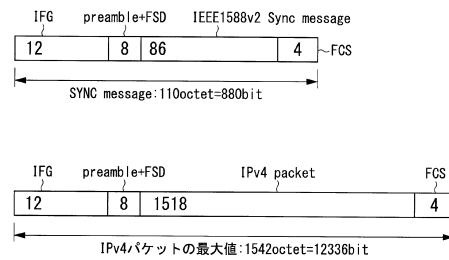 IFG preamble+FSD IEEE1588v2 Sync message
12 8 86 4 FCS
SYNC message:110octet=880bit
IFG preamble+FSD IPv4 packet FCS
12 8 1518 4
IPv4パケットの最大値:1542octet=12336bit